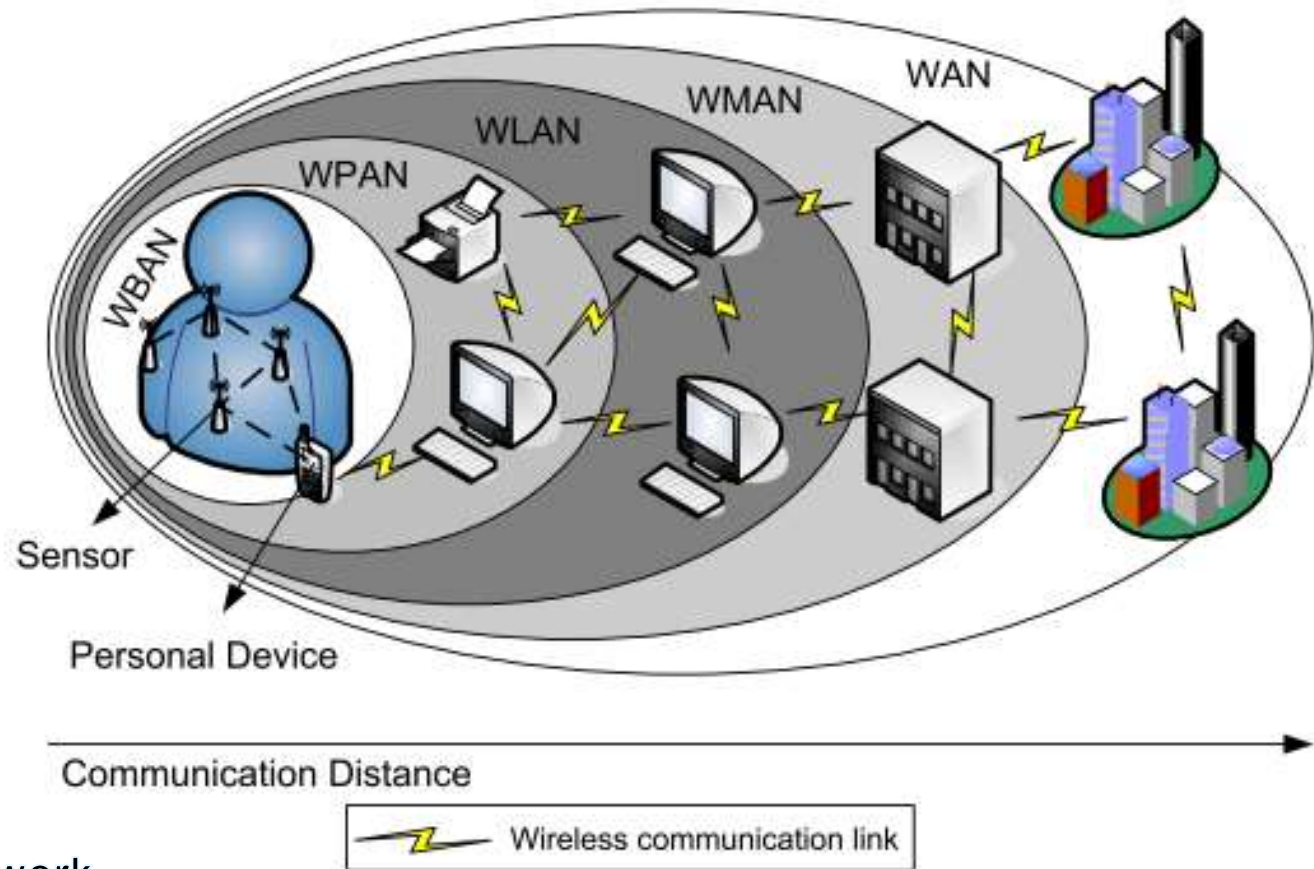 WAN
WMAN
WLAN
WPAN
WBAN
Sensor
Personal Device
Communication Distance
Wireless communication link